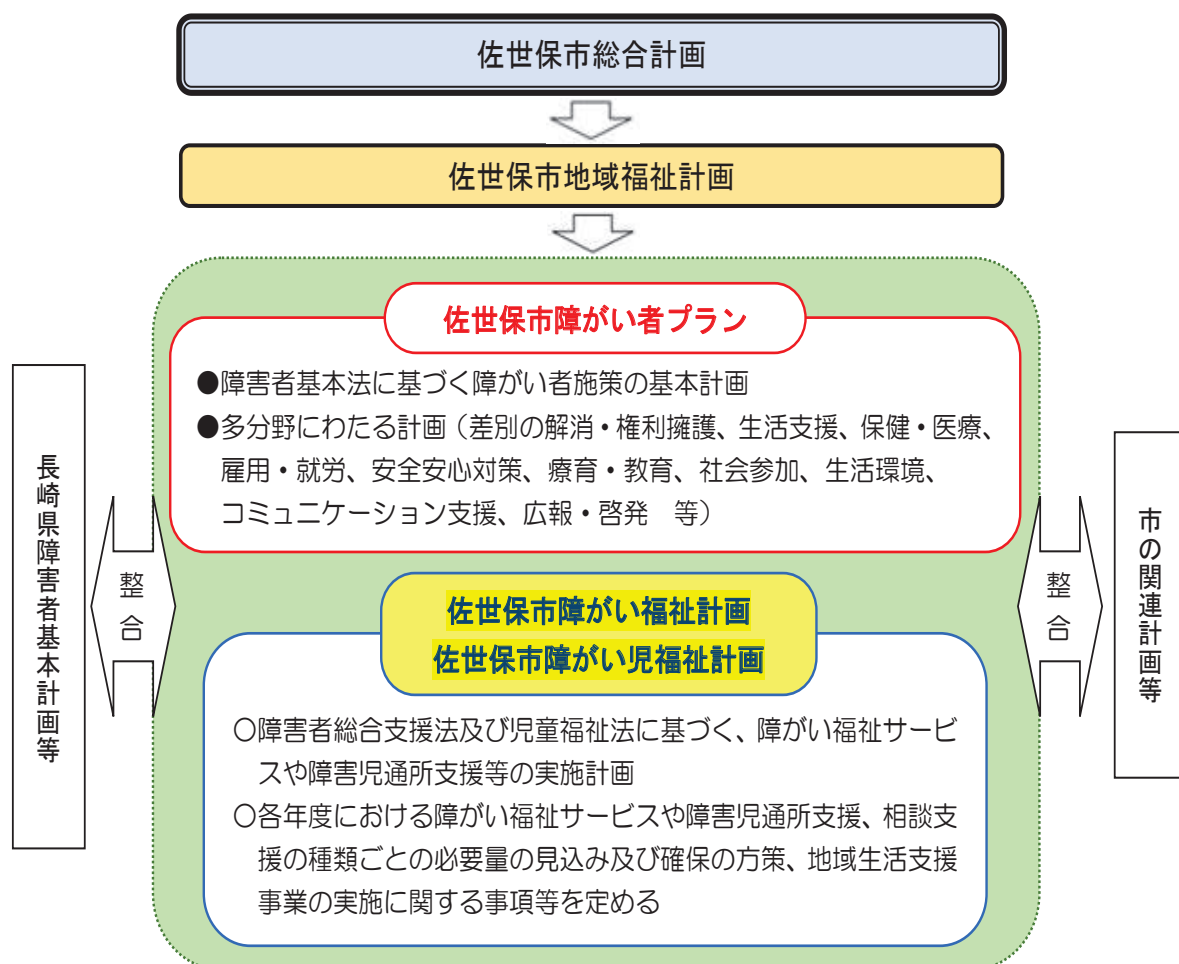 佐世保市総合計画
佐世保市地域福祉計画
佐世保市障がい者プラン
●障害者基本法に基づく障がい者施策の基本計画
●多分野にわたる計画（差別の解消・権利擁護、生活支援、保健・医療、
雇用・就労、安全安心対策、療育・教育、社会参加、生活環境、
コミュニケーション支援、広報・啓発　等）
長崎県障害者基本計画等
整合
整合
市の関連計画等
佐世保市障がい福祉計画
佐世保市障がい児福祉計画
○障害者総合支援法及び児童福祉法に基づく、障がい福祉サービ
スや障害児通所支援等の実施計画
○各年度における障がい福祉サービスや障害児通所支援、相談支
援の種類ごとの必要量の見込み及び確保の方策、地域生活支援
事業の実施に関する事項等を定める